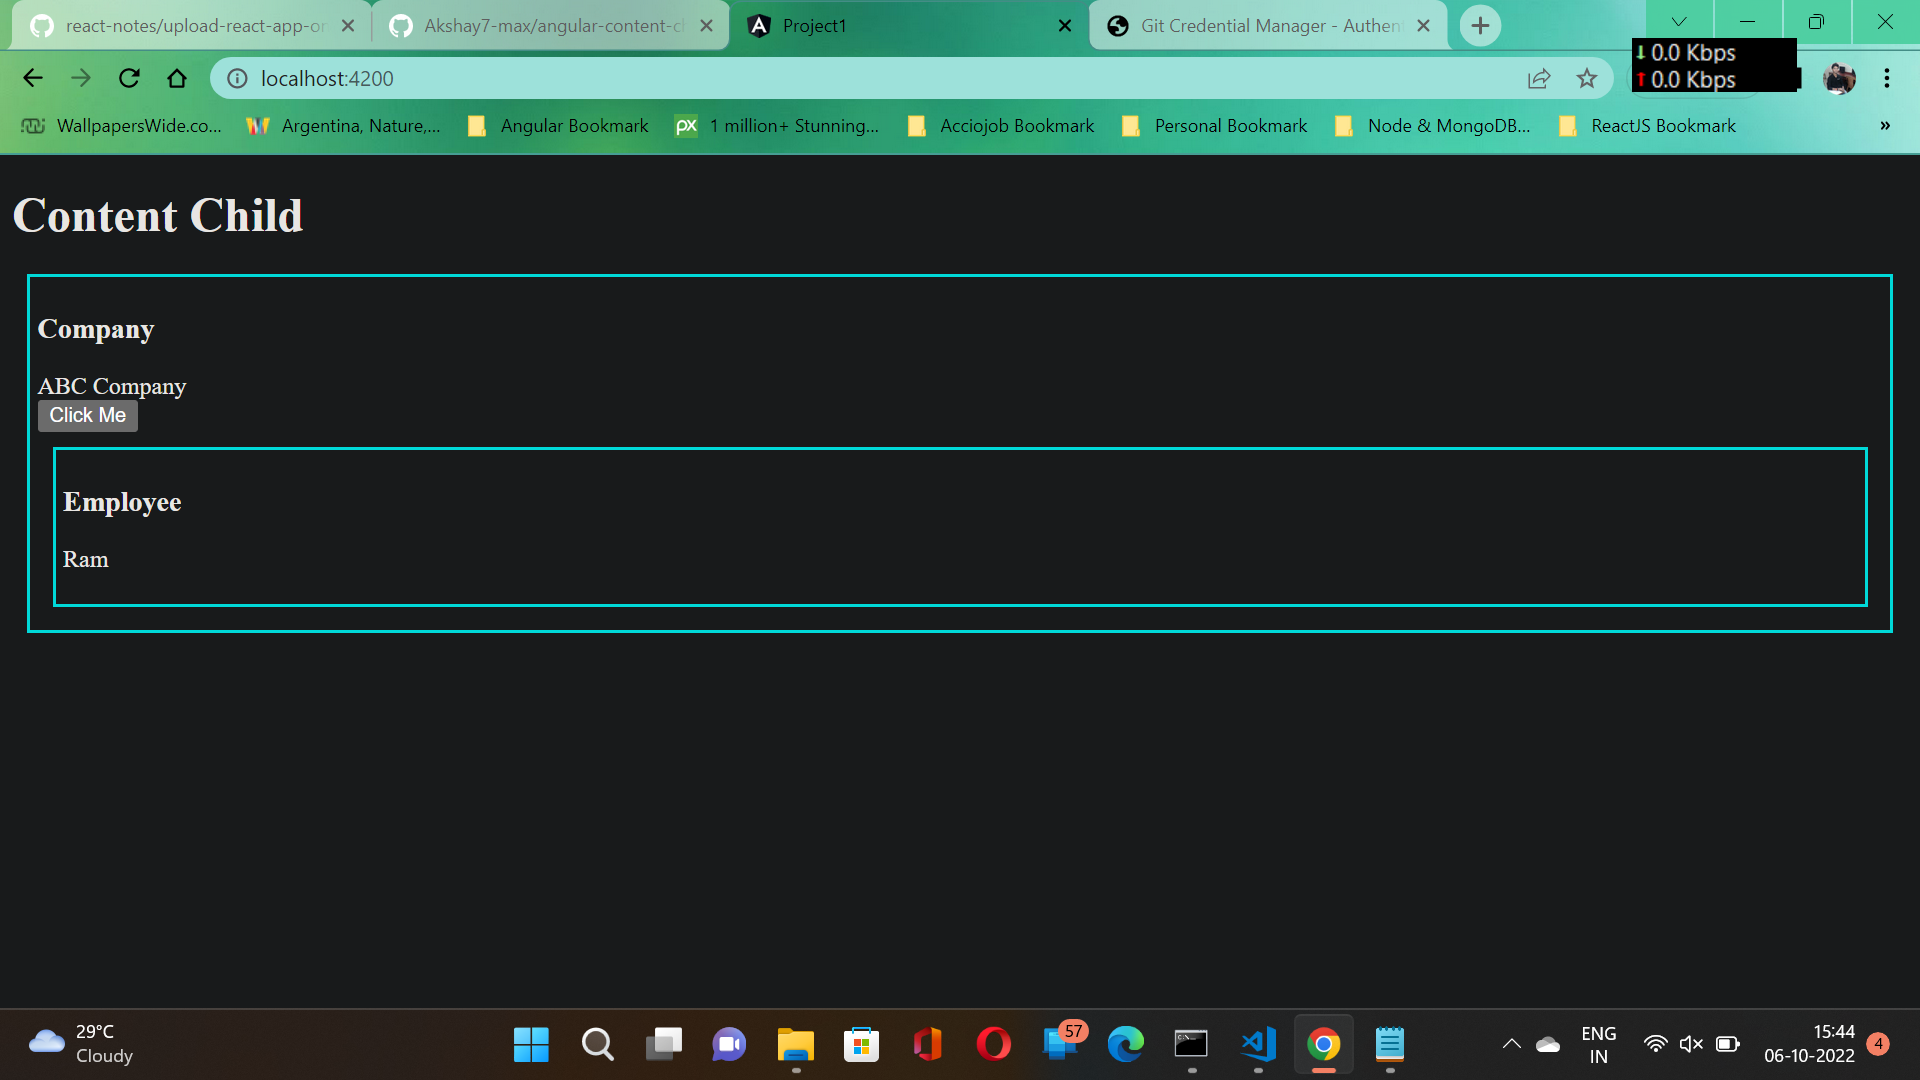 react-notes/upload-react-app-or
Akshay7-max/angular-content-c
Project1
Git Credential Manager - Authen
0.0 Kbps
0.0 Kbps
localhost:4200
WallpapersWide.co...
Argentina, Nature,...
Angular Bookmark
px 1 million+ Stunning...
Acciojob Bookmark
Personal Bookmark
Node & MongoDB...
ReactJS Bookmark
»
Content Child
Company
ABC Company
Click Me
Employee
Ram
29°C
Cloudy
57
ENG
IN
15:44
06-10-2022
4